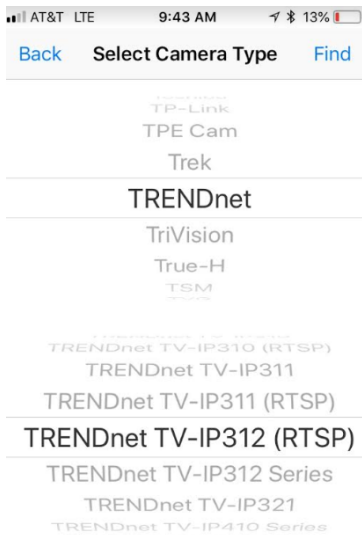 AT&T LTE 9:43 AM 13%
Back Select Camera Type Find
TP-Link
TPE Cam
Trek
TRENDnet
TriVision
True-H
TSM
TRENDnet TV-IP310 (RTSP)
TRENDnet TV-IP311
TRENDnet TV-IP311 (RTSP)
TRENDnet TV-IP312 (RTSP)
TRENDnet TV-IP312 Series
TRENDnet TV-IP321
TRENDnet TV-IP410 Series